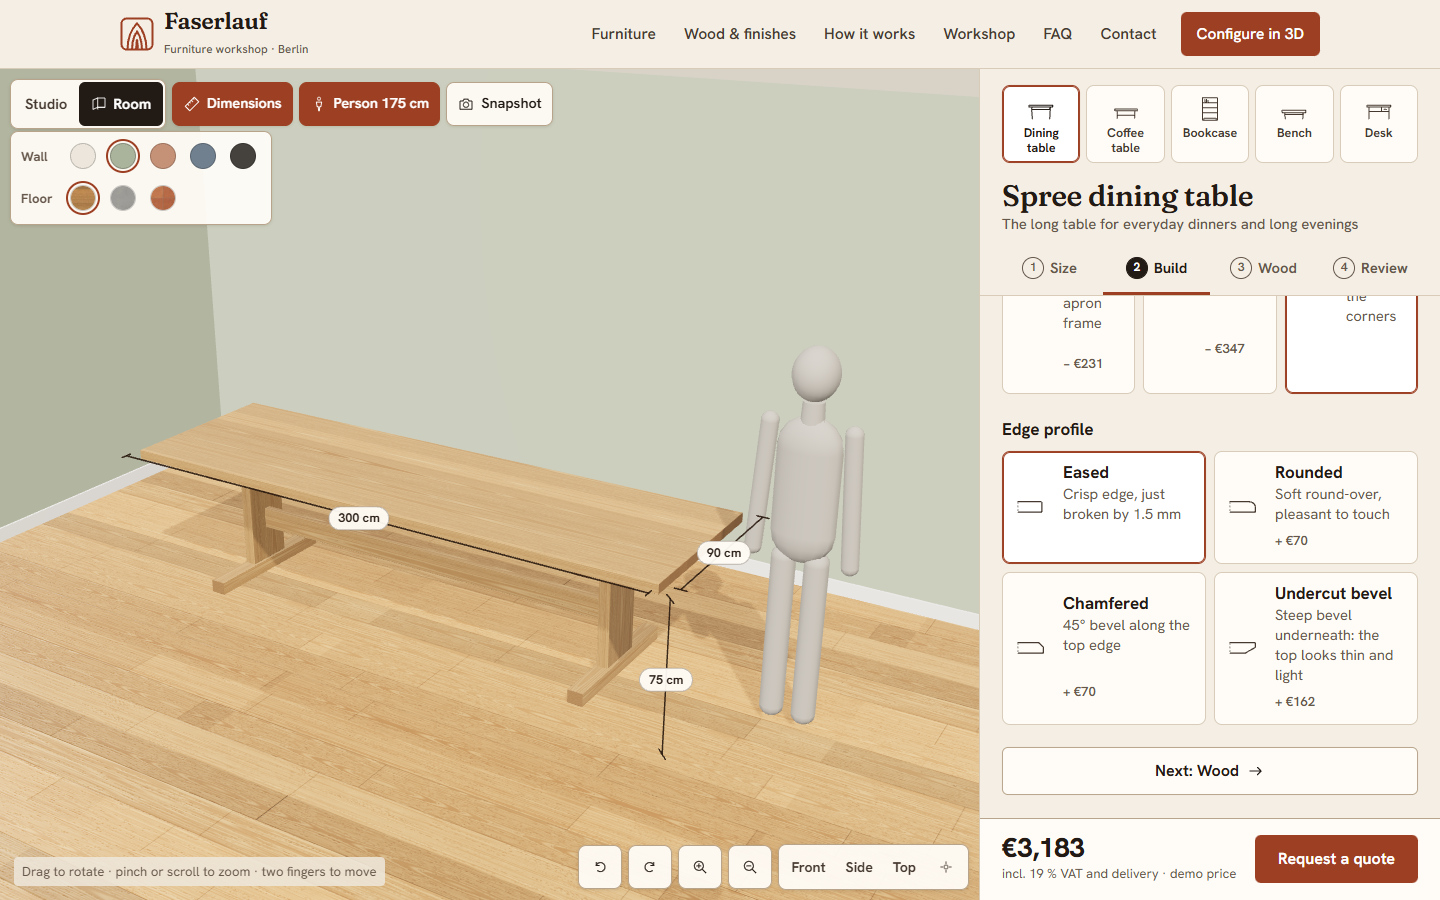 Faserlauf
Furniture workshop · Berlin
Furniture
Wood & finishes
How it works
Workshop
FAQ
Contact
Configure in 3D
Studio
Room
Dimensions
Person 175 cm
Snapshot
Wall
Floor
300 cm
90 cm
75 cm
Drag to rotate · pinch or scroll to zoom · two fingers to move
Front
Side
Top
Dining
table
Coffee
table
Bookcase
Bench
Desk
Spree dining table
The long table for everyday dinners and long evenings
1 Size
2 Build
3 Wood
4 Review
apron
frame
– €231
– €347
the
corners
Edge profile
Eased
Crisp edge, just
broken by 1.5 mm
Rounded
Soft round-over,
pleasant to touch
+ €70
Chamfered
45° bevel along the
top edge
+ €70
Undercut bevel
Steep bevel
underneath: the
top looks thin and
light
+ €162
Next: Wood →
€3,183
incl. 19 % VAT and delivery · demo price
Request a quote